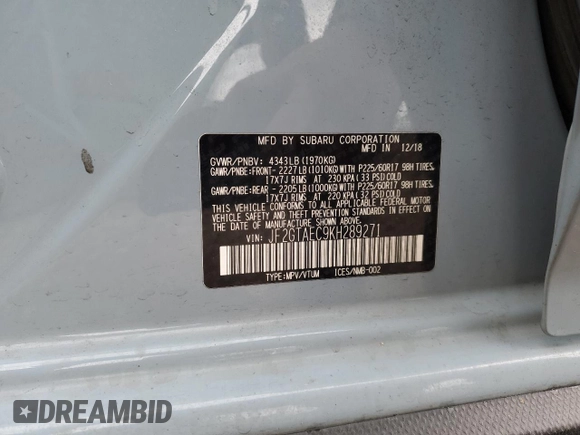 MFD BY SUBARU CORPORATION
MFD IN 12/18
GVWR/PNBV: 4343LB (1970KG)
GAWR/PNBE:FRONT- 2227LB (1010KG) WITH P225/60R17 98H TIRES,
17X7J RIMS AT 230 KPA (33 PSI) COLD
GAWR/PNBE:REAR - 2205LB (1000KG) WITH P225/60R17 98H TIRES,
17X7J RIMS AT 220 KPA (32 PSI) COLD
THIS VEHICLE CONFORMS TO ALL APPLICABLE FEDERAL MOTOR
VEHICLE SAFETY AND THEFT PREVENTION STANDARDS IN EFFECT ON
THE DATE OF MANUFACTURE SHOWN ABOVE.
VIN: JF2GTAEC9KH289271
TYPE:MPV/VTUM ICES/NMB-002
DREAMBID